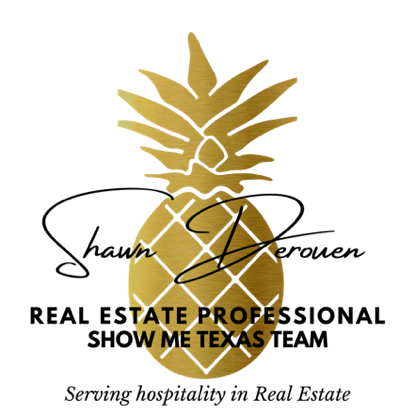 Shawn Derouen
REAL ESTATE PROFESSIONAL
SHOW ME TEXAS TEAM
Serving hospitality in Real Estate